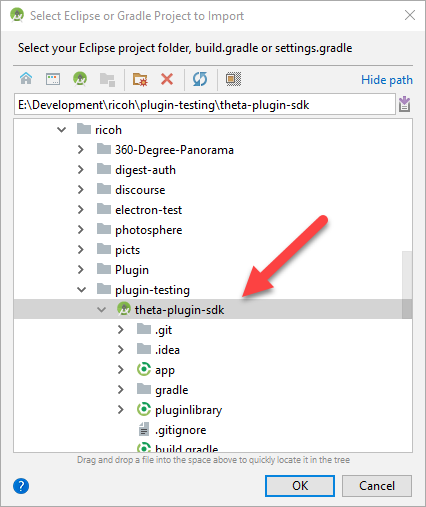 Select Eclipse or Gradle Project to Import
Select your Eclipse project folder, build.gradle or settings.gradle
Hide path
E:\Development\ricoh\plugin-testing\theta-plugin-sdk
ricoh
360-Degree-Panorama
digest-auth
discourse
electron-test
photosphere
picts
Plugin
plugin-testing
theta-plugin-sdk
.git
.idea
app
gradle
pluginlibrary
.gitignore
build.gradle
Drag and drop a file into the space above to quickly locate it in the tree
?
OK
Cancel